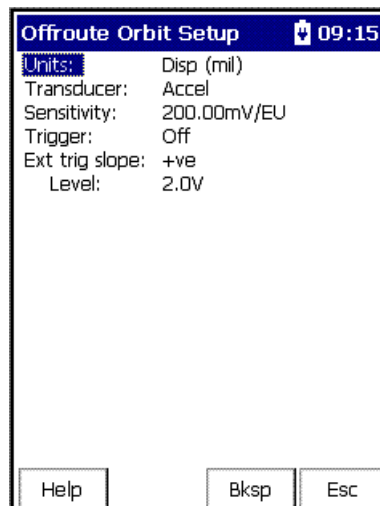 Offroute Orbit Setup 09:15
Units: Disp (mil)
Transducer: Accel
Sensitivity: 200.00mV/EU
Trigger: Off
Ext trig slope: +ve
Level: 2.0V
Help Bksp Esc